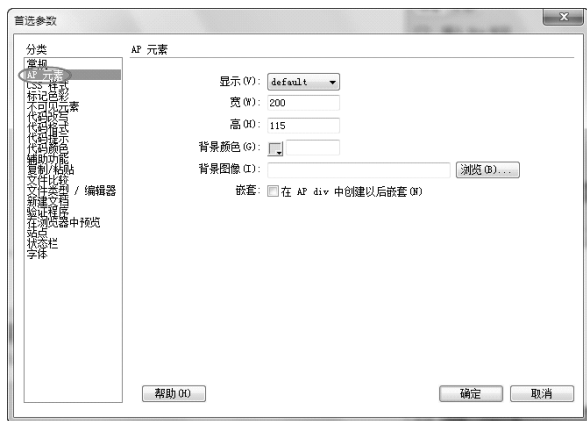 首选参数
分类
AP 元素
常规
AP 元素
CSS 样式
标记色彩
不可见元素
代码改写
代码格式
代码提示
代码颜色
辅助功能
复制/粘贴
文件比较
文件类型 / 编辑器
新建文档
验证程序
在浏览器中预览
站点
状态栏
字体
显示(V): default
宽(W): 200
高(H): 115
背景颜色(G):
背景图像(I): 浏览(B)...
嵌套: 在 AP div 中创建以后嵌套(N)
帮助(H) 确定 取消